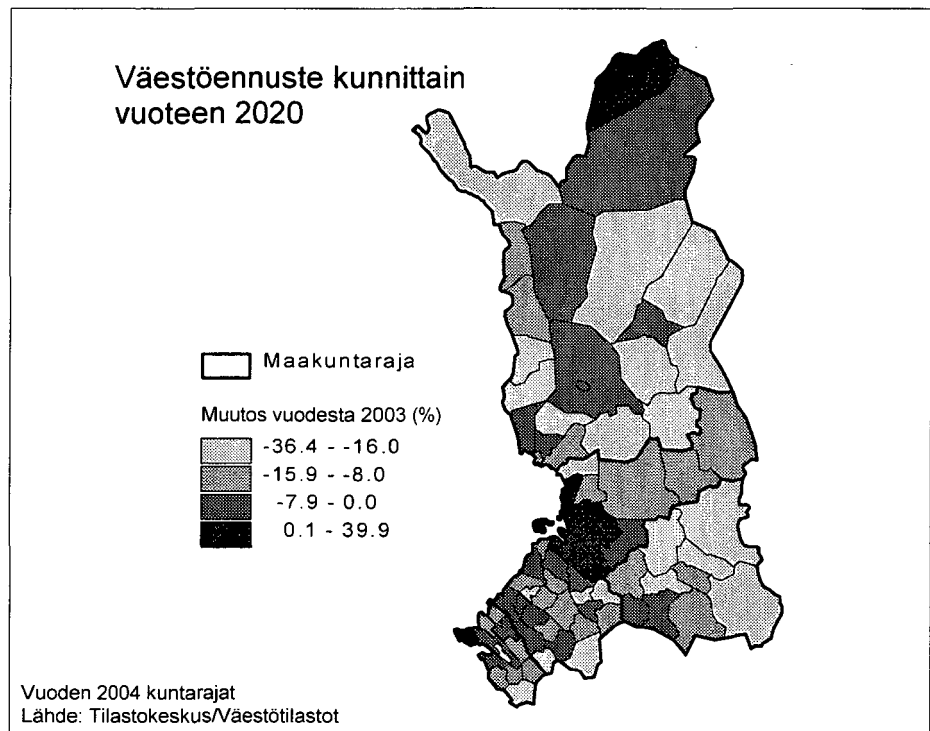 Väestöennuste kunnittain
vuoteen 2020
Maakuntaraja
Muutos vuodesta 2003 (%)
-36.4 - -16.0
-15.9 - -8.0
-7.9 - 0.0
0.1 - 39.9
Vuoden 2004 kuntarajat
Lähde: Tilastokeskus/Väestötilastot